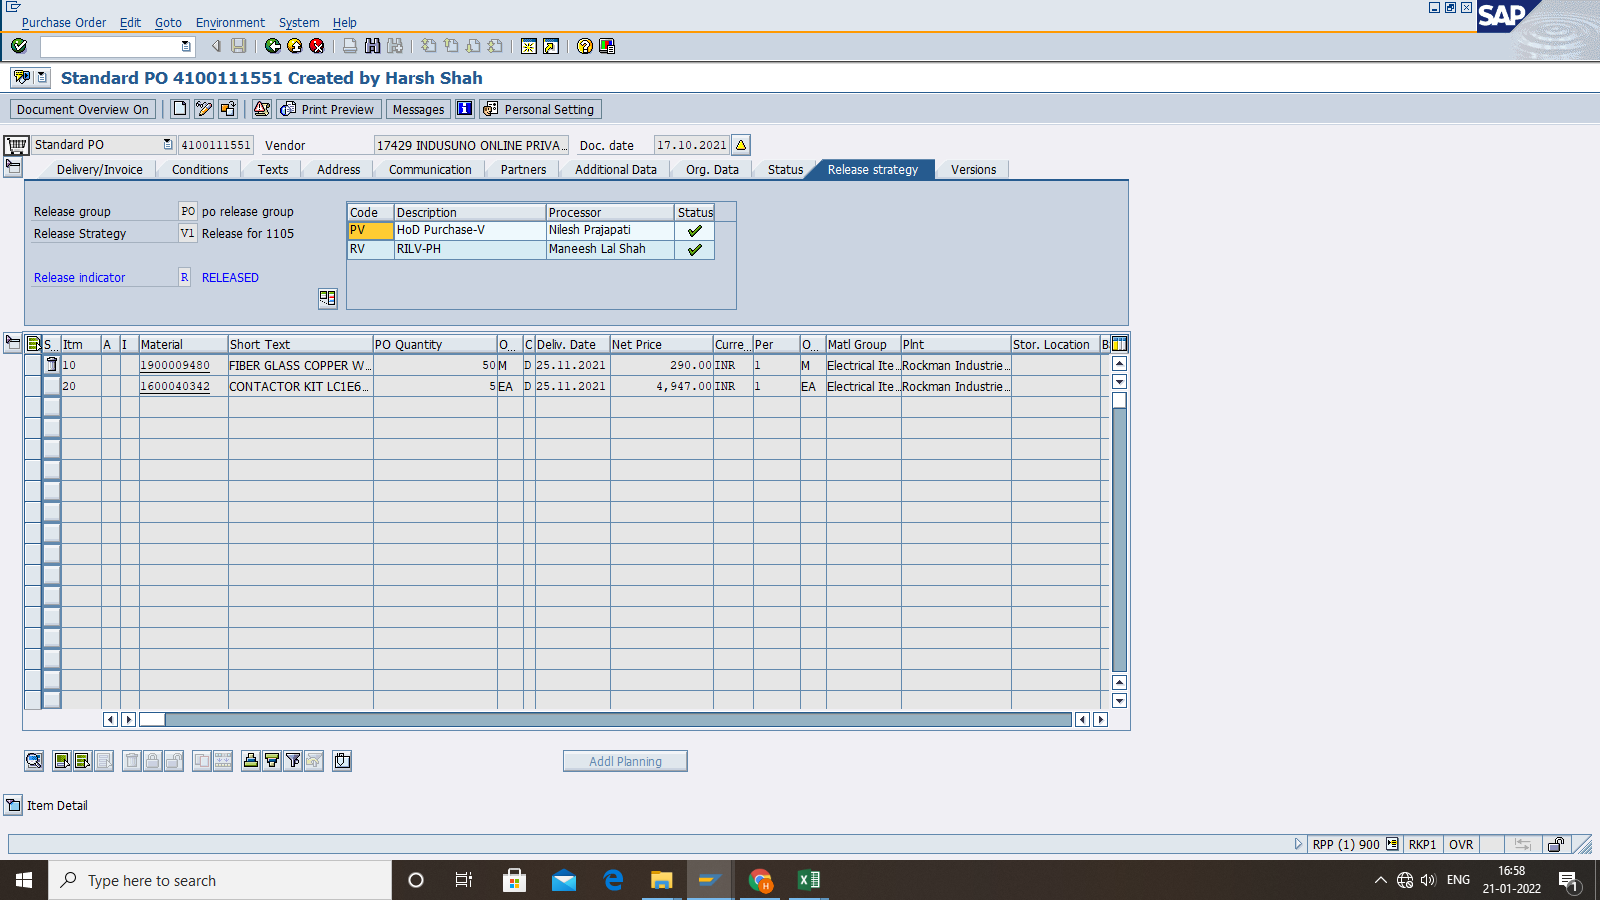 Purchase Order Edit Goto Environment System Help
SAP
Standard PO 4100111551 Created by Harsh Shah
Document Overview On Print Preview Messages Personal Setting
Standard PO 4100111551 Vendor 17429 INDUSUNO ONLINE PRIVA... Doc. date 17.10.2021
Delivery/Invoice Conditions Texts Address Communication Partners Additional Data Org. Data Status Release strategy Versions
Release group PO po release group
Release Strategy V1 Release for 1105
Release indicator R RELEASED
Code Description Processor Status
PV HoD Purchase-V Nilesh Prajapati
RV RILV-PH Maneesh Lal Shah
S... Itm A I Material Short Text PO Quantity O... C Deliv. Date Net Price Curre... Per O... Matl Group Plnt Stor. Location B
10 1900009480 FIBER GLASS COPPER W... 50 M D 25.11.2021 290.00 INR 1 M Electrical Ite... Rockman Industrie...
20 1600040342 CONTACTOR KIT LC1E6... 5 EA D 25.11.2021 4,947.00 INR 1 EA Electrical Ite... Rockman Industrie...
Addl Planning
Item Detail
RPP (1) 900 RKP1 OVR
Type here to search
ENG 16:58
21-01-2022
1